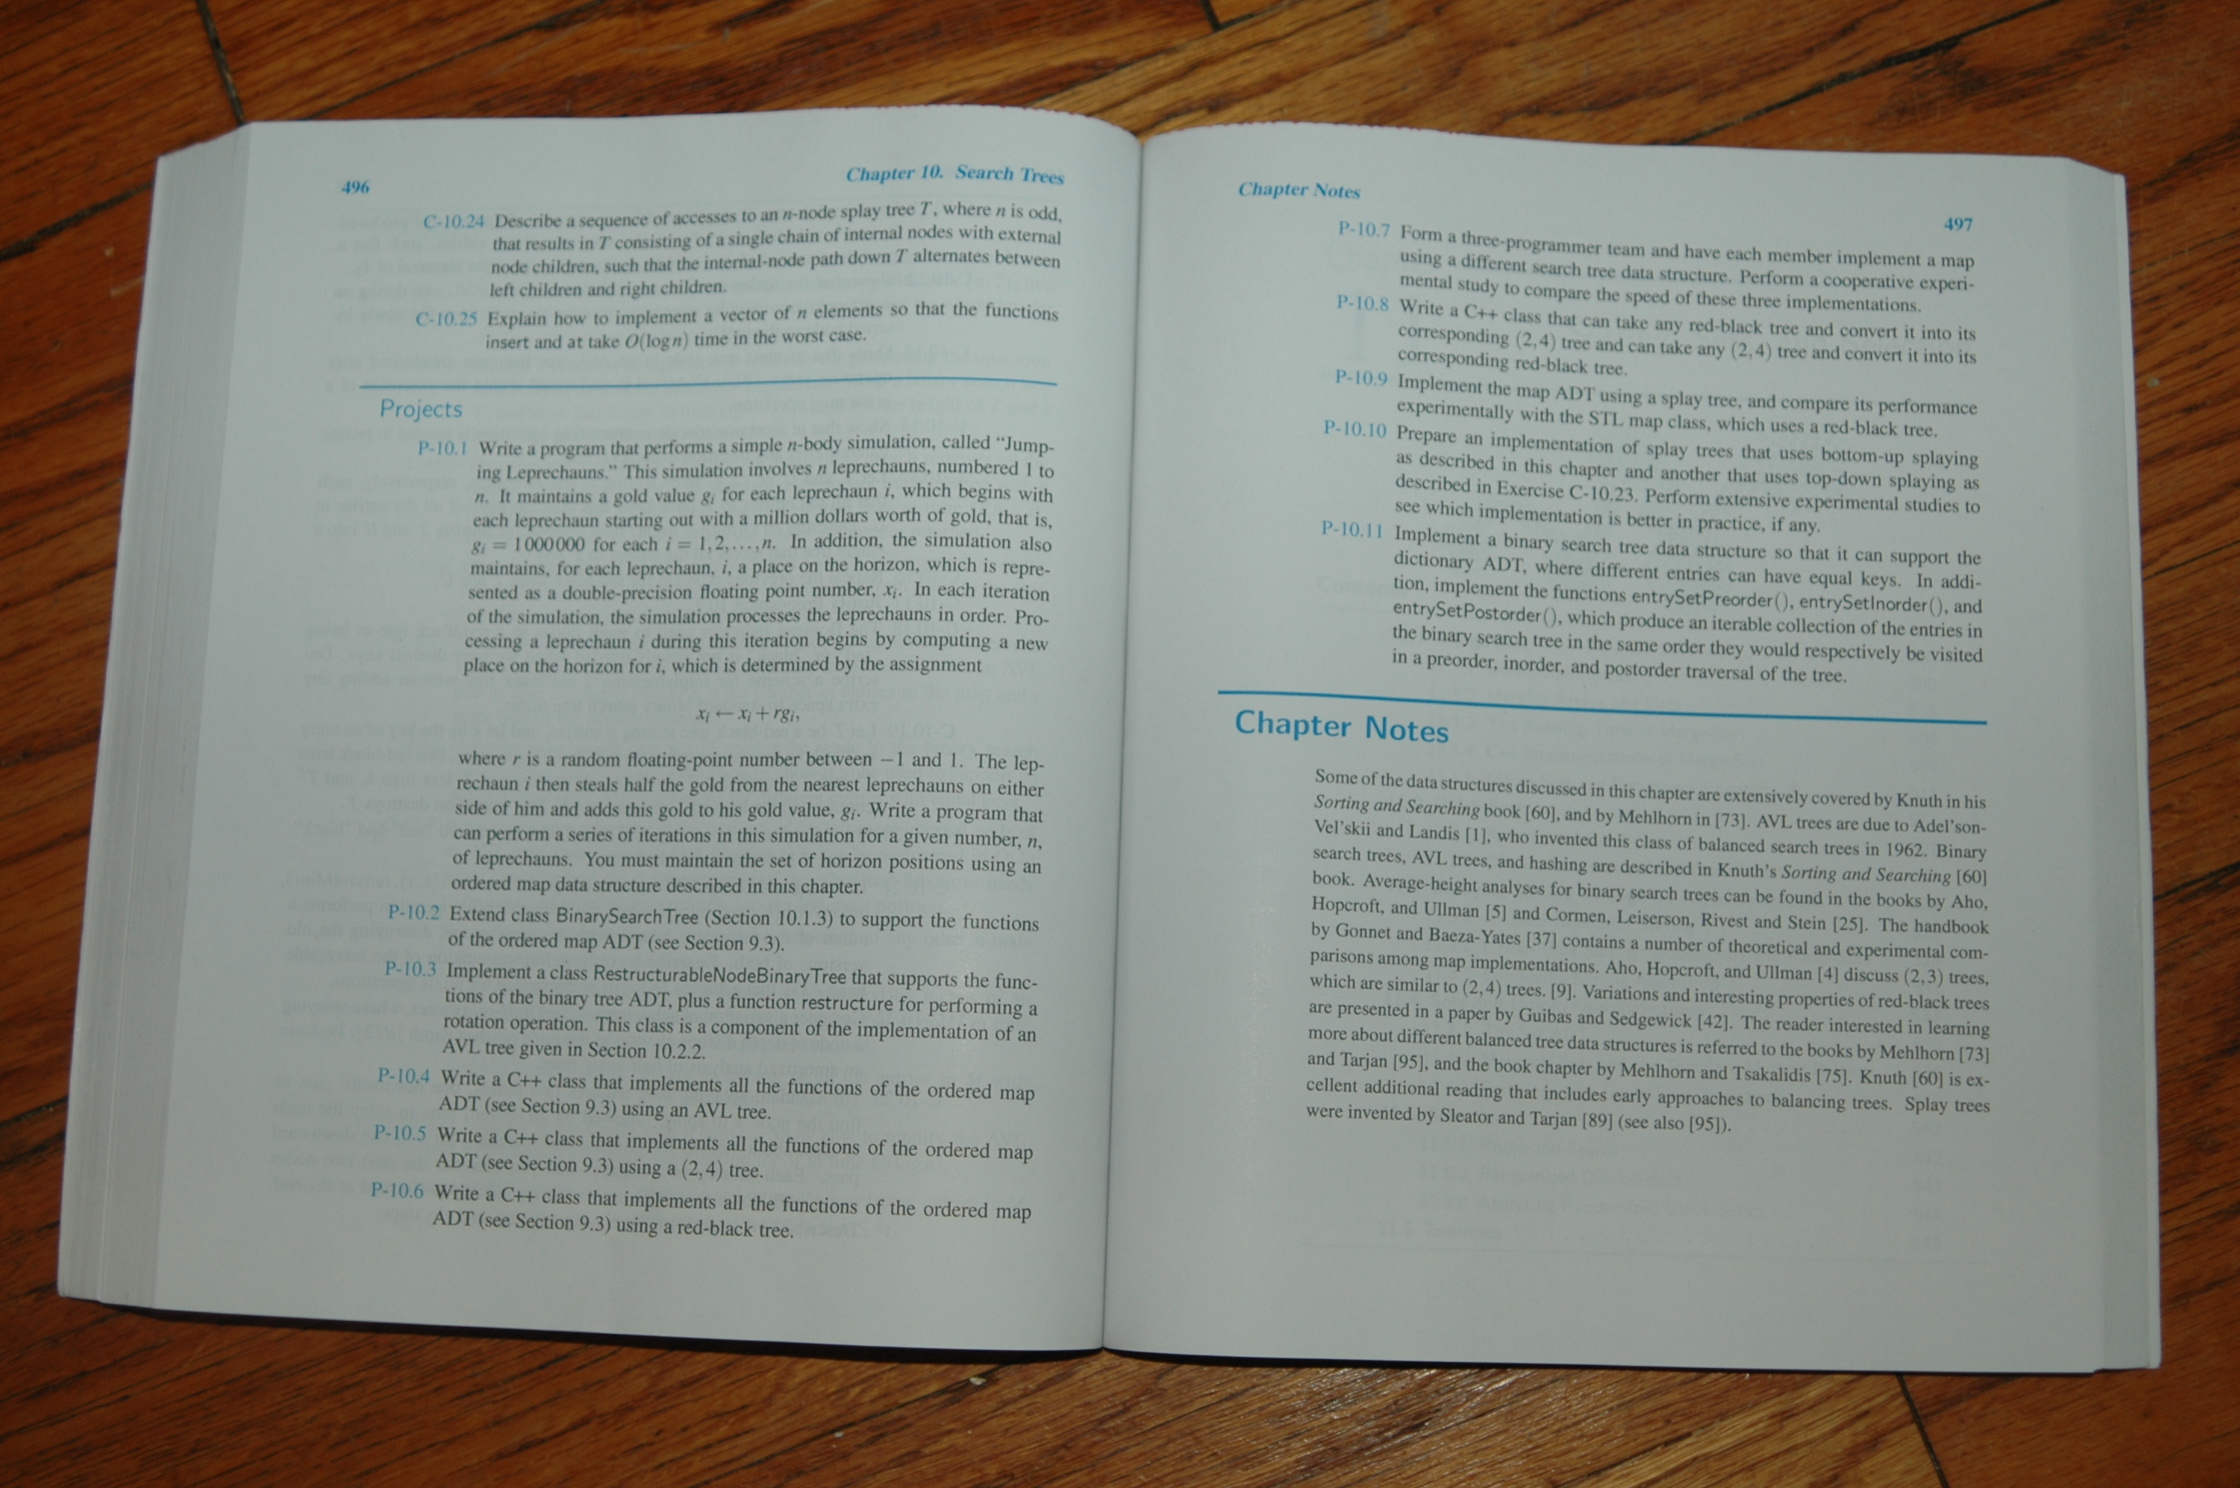 496
Chapter 10. Search Trees
C-10.24 Describe a sequence of accesses to an n-node splay tree T, where n is odd,
that results in T consisting of a single chain of internal nodes with external
node children, such that the internal-node path down T alternates between
left children and right children.
C-10.25 Explain how to implement a vector of n elements so that the functions
insert and at take O(log n) time in the worst case.
Projects
P-10.1 Write a program that performs a simple n-body simulation, called “Jump-
ing Leprechauns.” This simulation involves n leprechauns, numbered 1 to
n. It maintains a gold value gᵢ for each leprechaun i, which begins with
each leprechaun starting out with a million dollars worth of gold, that is,
gᵢ = 1000000 for each i = 1,2,...,n. In addition, the simulation also
maintains, for each leprechaun, i, a place on the horizon, which is repre-
sented as a double-precision floating point number, xᵢ. In each iteration
of the simulation, the simulation processes the leprechauns in order. Pro-
cessing a leprechaun i during this iteration begins by computing a new
place on the horizon for i, which is determined by the assignment
xᵢ ← xᵢ + rgᵢ,
where r is a random floating-point number between −1 and 1. The lep-
rechaun i then steals half the gold from the nearest leprechauns on either
side of him and adds this gold to his gold value, gᵢ. Write a program that
can perform a series of iterations in this simulation for a given number, n,
of leprechauns. You must maintain the set of horizon positions using an
ordered map data structure described in this chapter.
P-10.2 Extend class BinarySearchTree (Section 10.1.3) to support the functions
of the ordered map ADT (see Section 9.3).
P-10.3 Implement a class RestructurableNodeBinaryTree that supports the func-
tions of the binary tree ADT, plus a function restructure for performing a
rotation operation. This class is a component of the implementation of an
AVL tree given in Section 10.2.2.
P-10.4 Write a C++ class that implements all the functions of the ordered map
ADT (see Section 9.3) using an AVL tree.
P-10.5 Write a C++ class that implements all the functions of the ordered map
ADT (see Section 9.3) using a (2,4) tree.
P-10.6 Write a C++ class that implements all the functions of the ordered map
ADT (see Section 9.3) using a red-black tree.
Chapter Notes
497
P-10.7 Form a three-programmer team and have each member implement a map
using a different search tree data structure. Perform a cooperative experi-
mental study to compare the speed of these three implementations.
P-10.8 Write a C++ class that can take any red-black tree and convert it into its
corresponding (2,4) tree and can take any (2,4) tree and convert it into its
corresponding red-black tree.
P-10.9 Implement the map ADT using a splay tree, and compare its performance
experimentally with the STL map class, which uses a red-black tree.
P-10.10 Prepare an implementation of splay trees that uses bottom-up splaying
as described in this chapter and another that uses top-down splaying as
described in Exercise C-10.23. Perform extensive experimental studies to
see which implementation is better in practice, if any.
P-10.11 Implement a binary search tree data structure so that it can support the
dictionary ADT, where different entries can have equal keys. In addi-
tion, implement the functions entrySetPreorder(), entrySetInorder(), and
entrySetPostorder(), which produce an iterable collection of the entries in
the binary search tree in the same order they would respectively be visited
in a preorder, inorder, and postorder traversal of the tree.
Chapter Notes
Some of the data structures discussed in this chapter are extensively covered by Knuth in his
Sorting and Searching book [60], and by Mehlhorn in [73]. AVL trees are due to Adel'son-
Vel'skii and Landis [1], who invented this class of balanced search trees in 1962. Binary
search trees, AVL trees, and hashing are described in Knuth's Sorting and Searching [60]
book. Average-height analyses for binary search trees can be found in the books by Aho,
Hopcroft, and Ullman [5] and Cormen, Leiserson, Rivest and Stein [25]. The handbook
by Gonnet and Baeza-Yates [37] contains a number of theoretical and experimental com-
parisons among map implementations. Aho, Hopcroft, and Ullman [4] discuss (2,3) trees,
which are similar to (2,4) trees. [9]. Variations and interesting properties of red-black trees
are presented in a paper by Guibas and Sedgewick [42]. The reader interested in learning
more about different balanced tree data structures is referred to the books by Mehlhorn [73]
and Tarjan [95], and the book chapter by Mehlhorn and Tsakalidis [75]. Knuth [60] is ex-
cellent additional reading that includes early approaches to balancing trees. Splay trees
were invented by Sleator and Tarjan [89] (see also [95]).